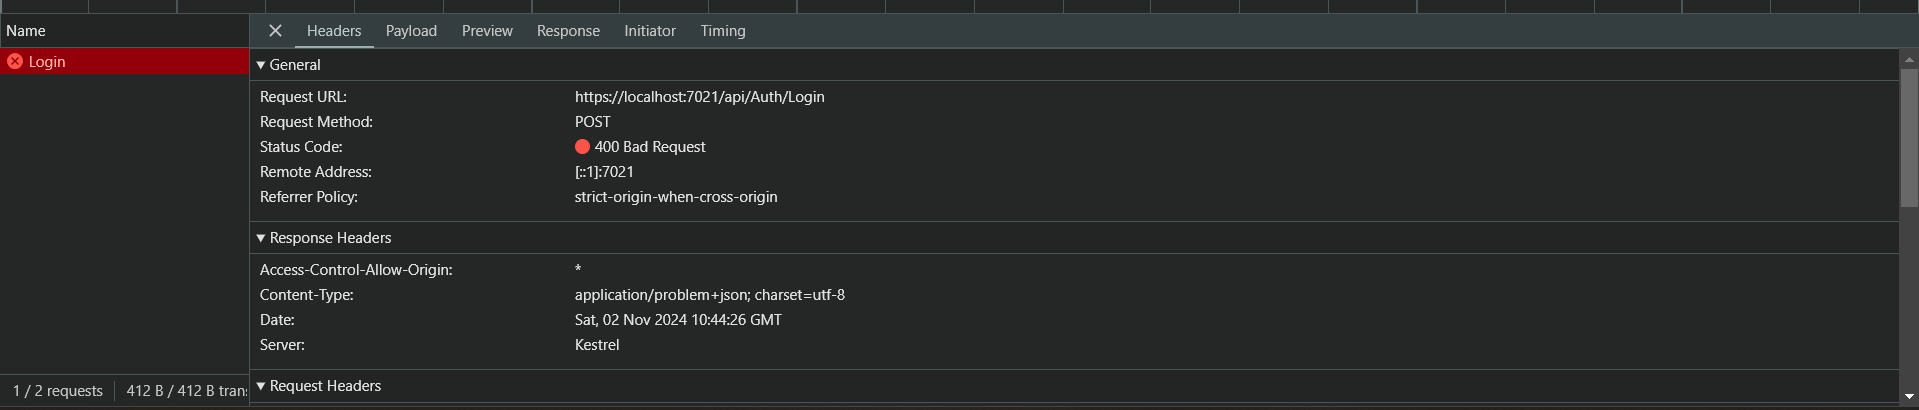 Name
Headers Payload Preview Response Initiator Timing
Login
General
Request URL: https://localhost:7021/api/Auth/Login
Request Method: POST
Status Code: 400 Bad Request
Remote Address: [::1]:7021
Referrer Policy: strict-origin-when-cross-origin
Response Headers
Access-Control-Allow-Origin: *
Content-Type: application/problem+json; charset=utf-8
Date: Sat, 02 Nov 2024 10:44:26 GMT
Server: Kestrel
Request Headers
1 / 2 requests 412 B / 412 B trans